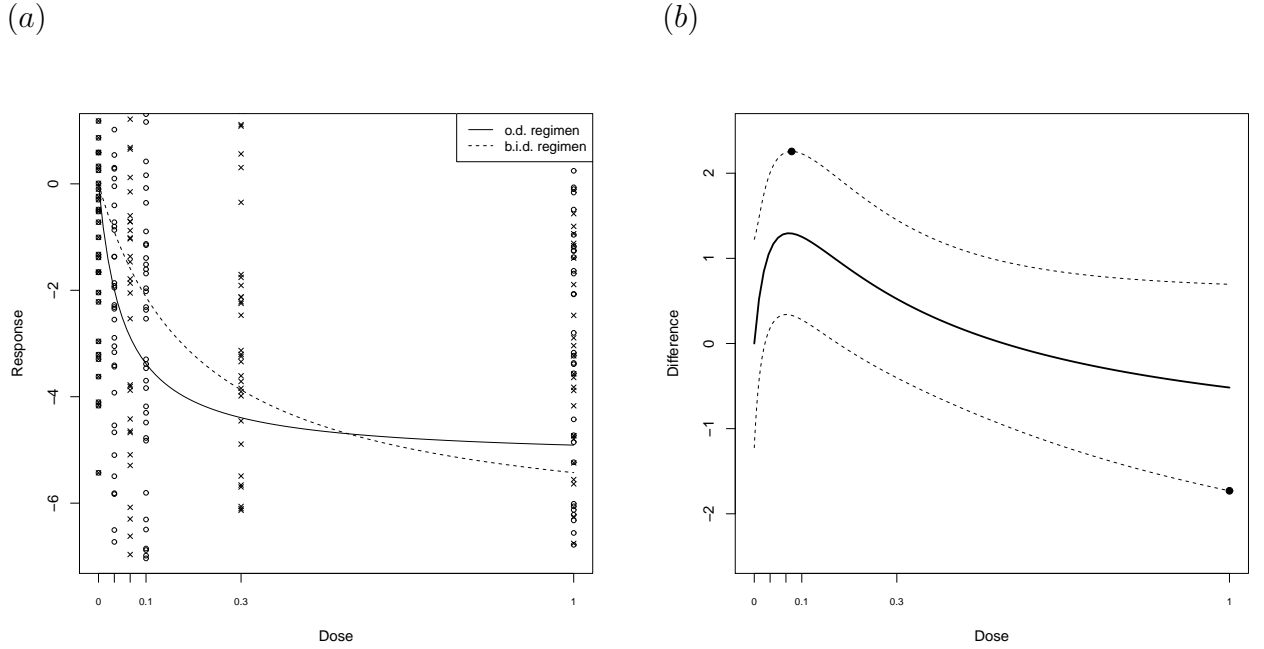 (a)
(b)
Response
0
−2
−4
−6
o.d. regimen
b.i.d. regimen
0 0.1 0.3 1
Dose
Difference
2
1
0
−1
−2
0 0.1 0.3 1
Dose